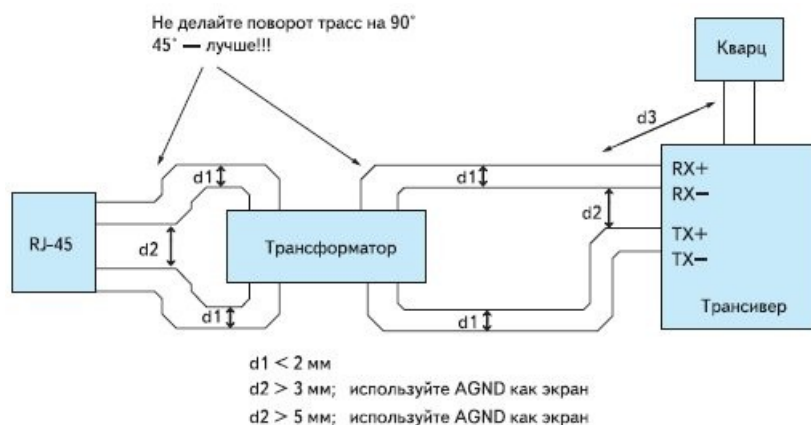 Не делайте поворот трасс на 90°
45° — лучше!!!
Кварц
d3
RX+
RX−
TX+
TX−
Трансивер
d1
d1
d2
RJ-45
d2
Трансформатор
d1
d1
d1 < 2 мм
d2 > 3 мм; используйте AGND как экран
d2 > 5 мм; используйте AGND как экран